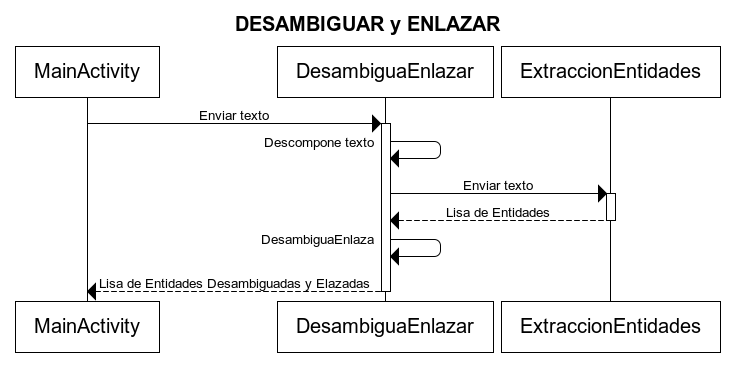 DESAMBIGUAR y ENLAZAR
MainActivity
DesambiguaEnlazar
ExtraccionEntidades
Enviar texto
Descompone texto
Enviar texto
Lisa de Entidades
DesambiguaEnlaza
Lisa de Entidades Desambiguadas y Elazadas
MainActivity
DesambiguaEnlazar
ExtraccionEntidades